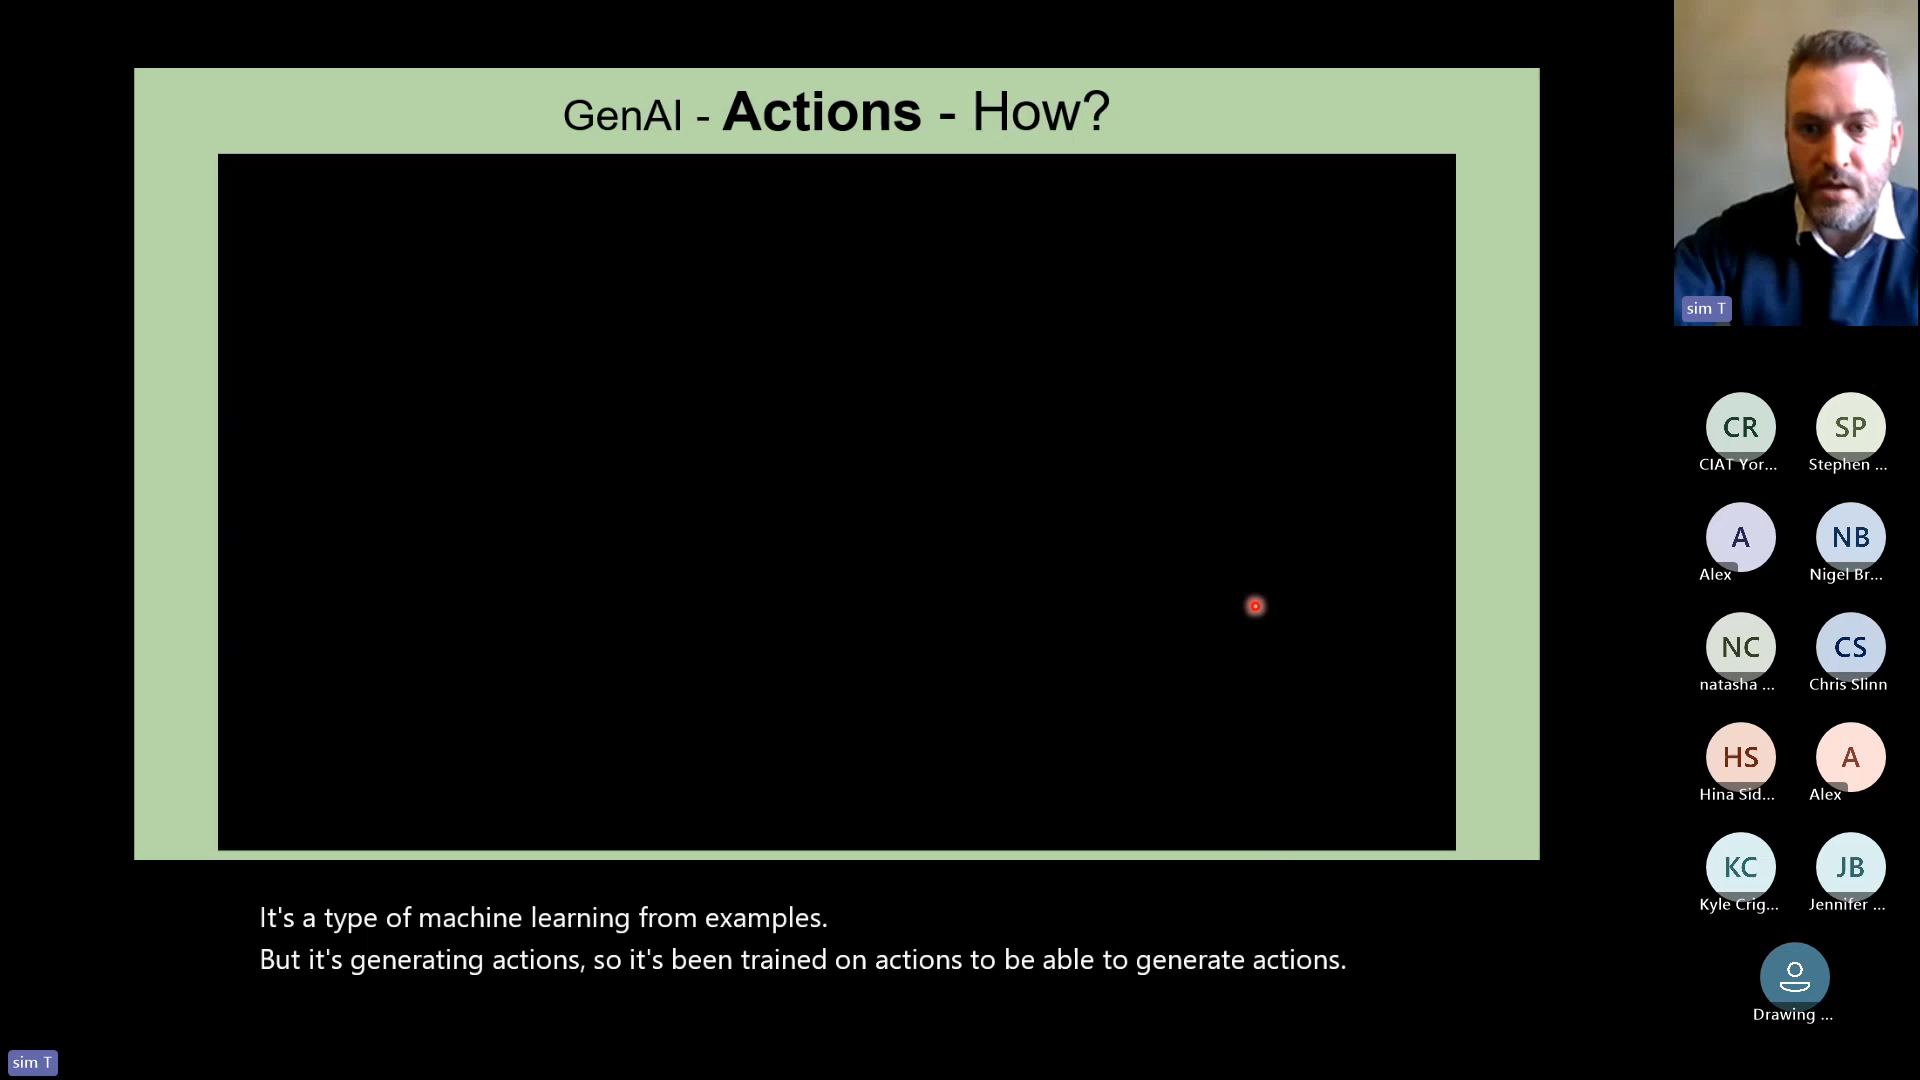 GenAI - Actions - How?
It's a type of machine learning from examples.
But it's generating actions, so it's been trained on actions to be able to generate actions.
sim T
sim T
CR
CIAT Yor...
SP
Stephen ...
A
Alex
NB
Nigel Br...
NC
natasha ...
CS
Chris Slinn
HS
Hina Sid...
A
Alex
KC
Kyle Crig...
JB
Jennifer ...
Drawing ...